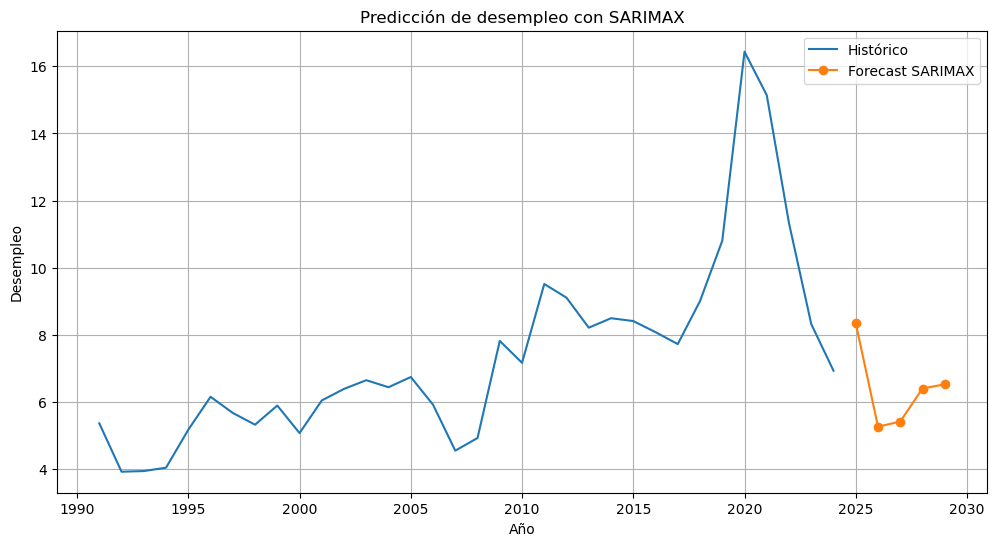 Predicción de desempleo con SARIMAX
Histórico
Forecast SARIMAX
Desempleo
16
14
12
10
8
6
4
1990 1995 2000 2005 2010 2015 2020 2025 2030
Año